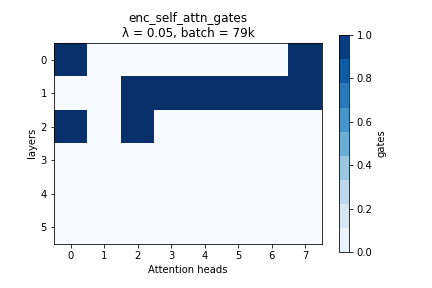 enc_self_attn_gates
λ = 0.05, batch = 79k
0
1
2
3
4
5
layers
0 1 2 3 4 5 6 7
Attention heads
1.0
0.8
0.6
0.4
0.2
0.0
gates